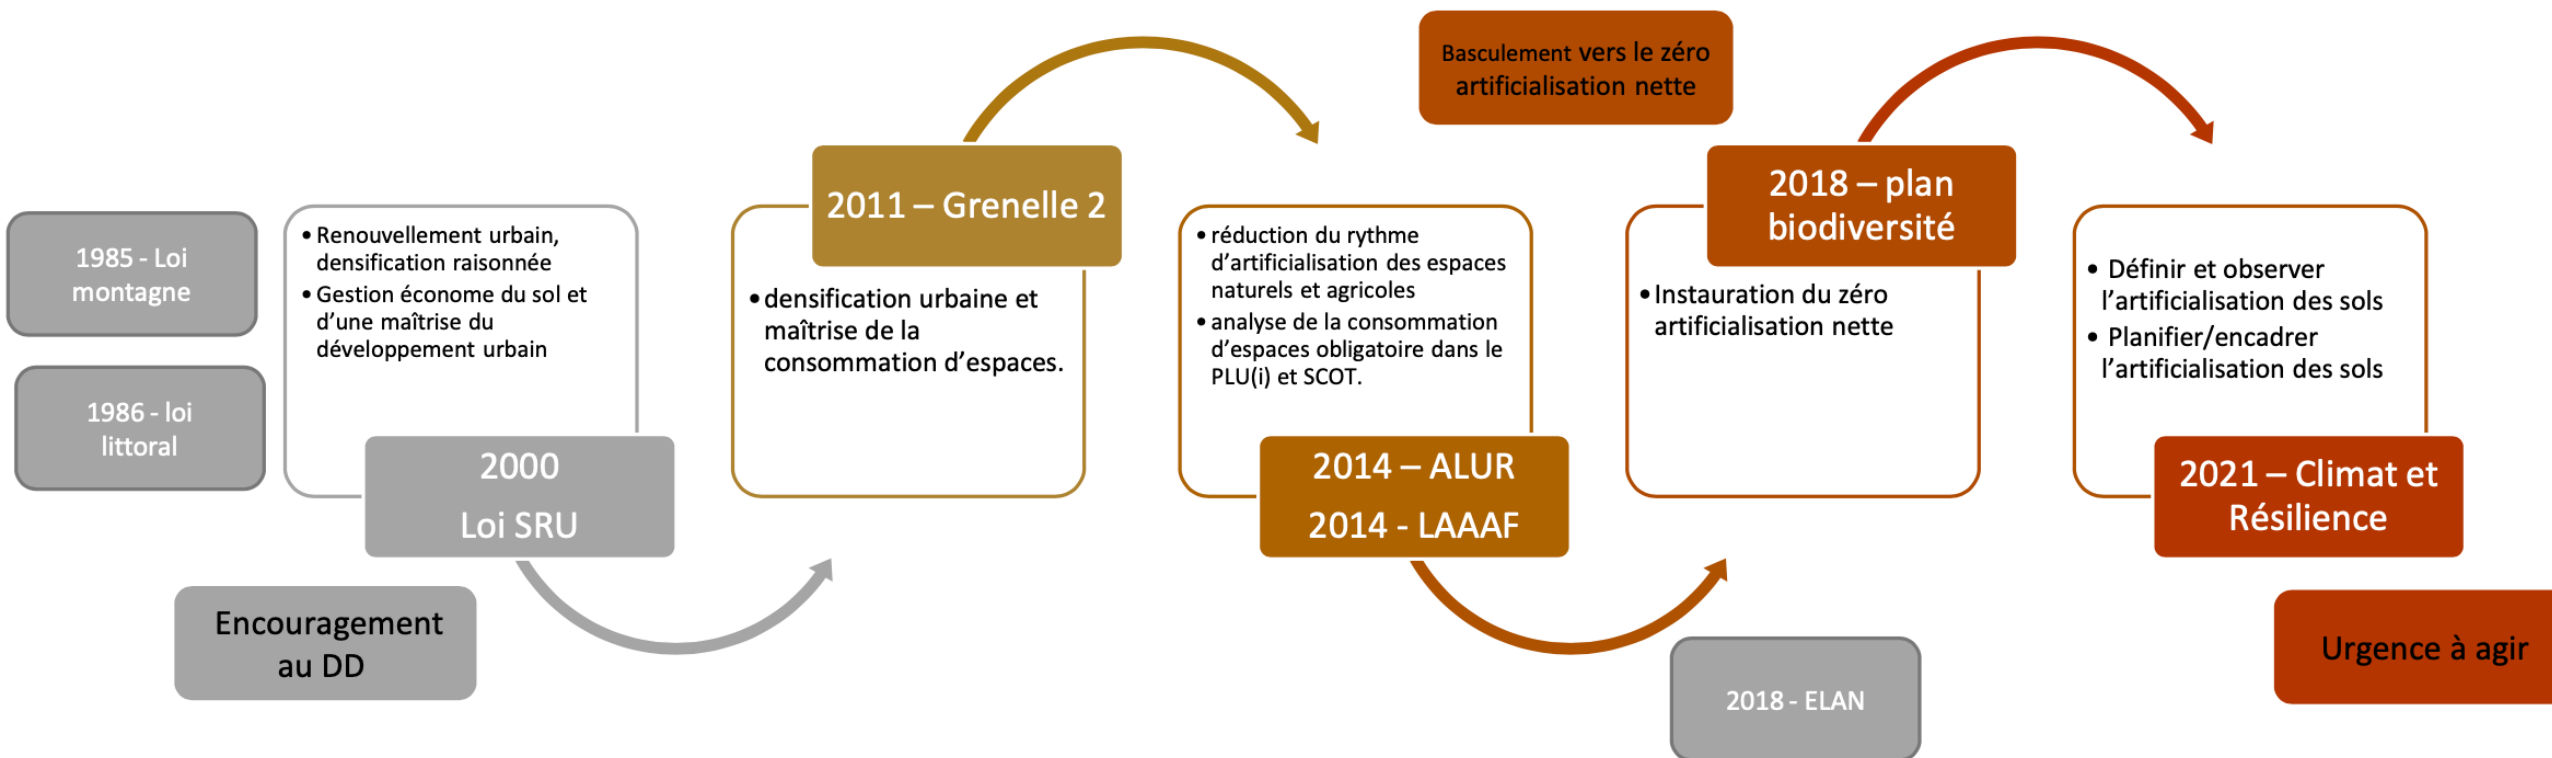 1985 - Loi
montagne
1986 - loi
littoral
• Renouvellement urbain,
densification raisonnée
• Gestion économe du sol et
d’une maîtrise du
développement urbain
2000
Loi SRU
Encouragement
au DD
2011 – Grenelle 2
• densification urbaine et
maîtrise de la
consommation d’espaces.
• réduction du rythme
d’artificialisation des espaces
naturels et agricoles
• analyse de la consommation
d’espaces obligatoire dans le
PLU(i) et SCOT.
2014 – ALUR
2014 - LAAAF
Basculement vers le zéro
artificialisation nette
2018 – plan
biodiversité
• Instauration du zéro
artificialisation nette
2018 - ELAN
• Définir et observer
l’artificialisation des sols
• Planifier/encadrer
l’artificialisation des sols
2021 – Climat et
Résilience
Urgence à agir